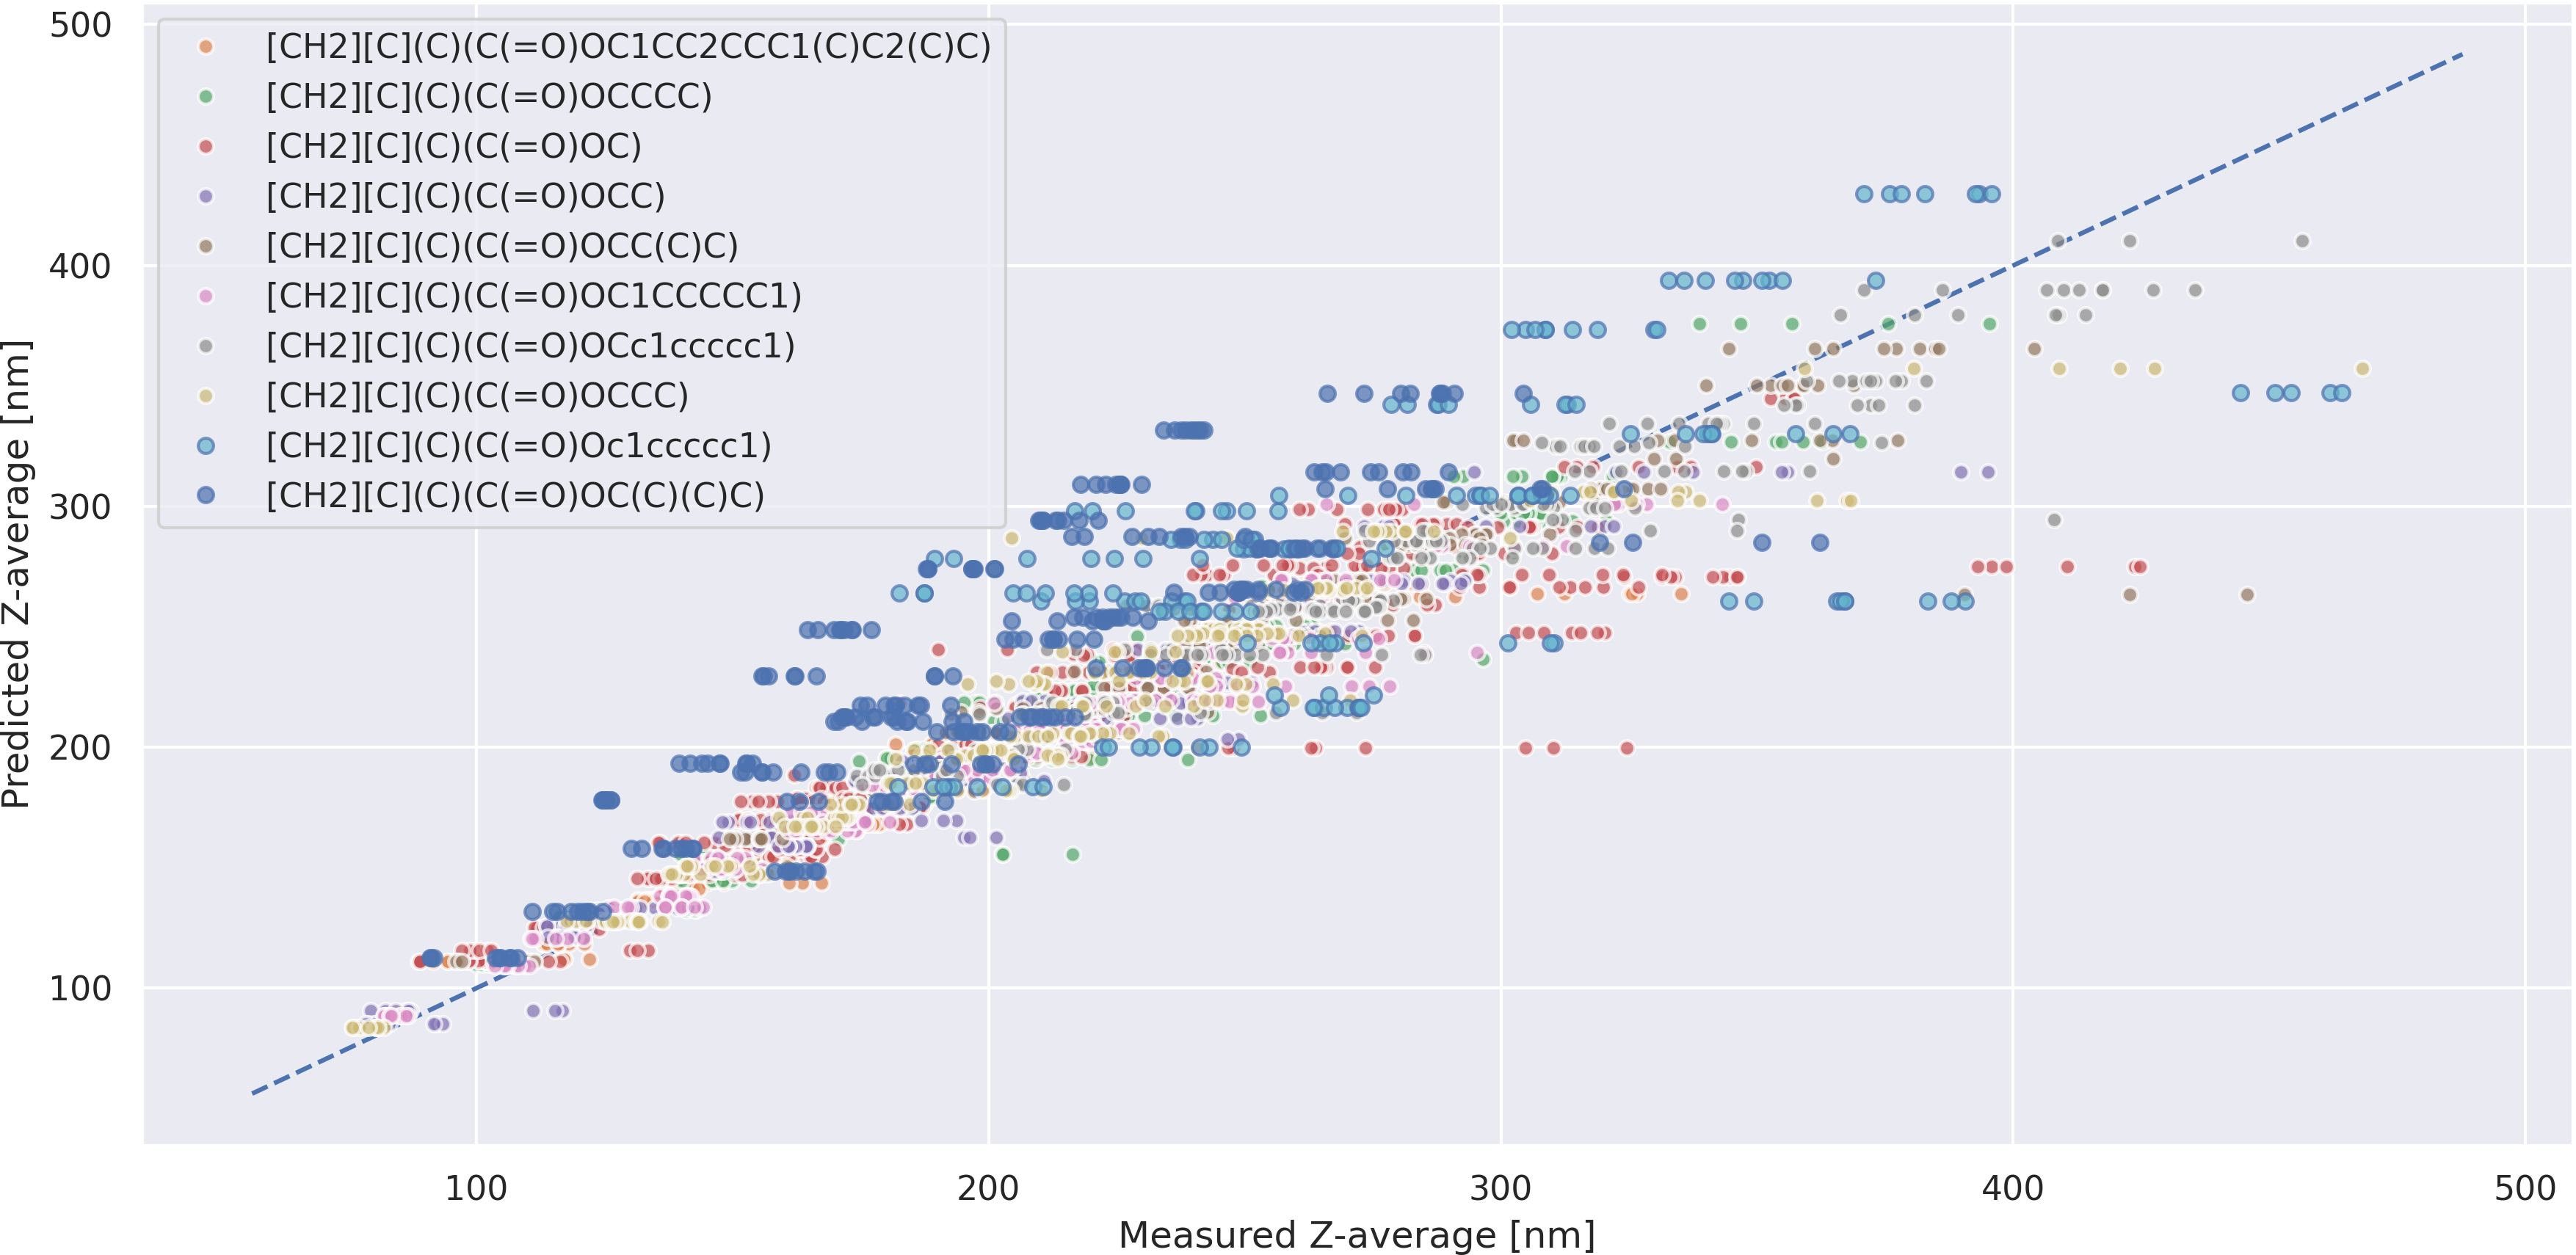 500
400
300
200
100
Predicted Z-average [nm]
[CH2][C](C)(C(=O)OC1CC2CCC1(C)C2(C)C)
[CH2][C](C)(C(=O)OCCCC)
[CH2][C](C)(C(=O)OC)
[CH2][C](C)(C(=O)OCC)
[CH2][C](C)(C(=O)OCC(C)C)
[CH2][C](C)(C(=O)OC1CCCCC1)
[CH2][C](C)(C(=O)OCc1ccccc1)
[CH2][C](C)(C(=O)OCCC)
[CH2][C](C)(C(=O)Oc1ccccc1)
[CH2][C](C)(C(=O)OC(C)(C)C)
100 200 300 400 500
Measured Z-average [nm]